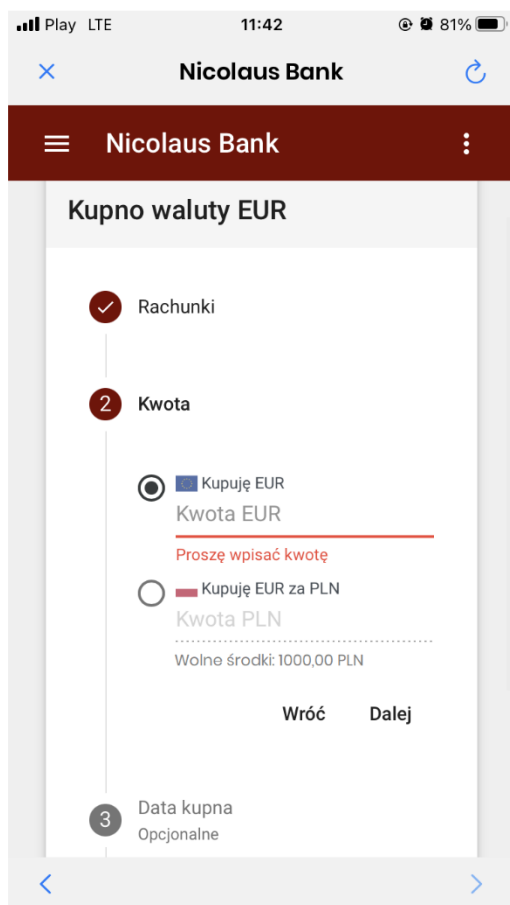 Play LTE 11:42 81%
Nicolaus Bank
Nicolaus Bank
Kupno waluty EUR
Rachunki
2 Kwota
Kupuję EUR
Kwota EUR
Proszę wpisać kwotę
Kupuję EUR za PLN
Kwota PLN
Wolne środki: 1000,00 PLN
Wróć Dalej
3 Data kupna
Opcjonalne